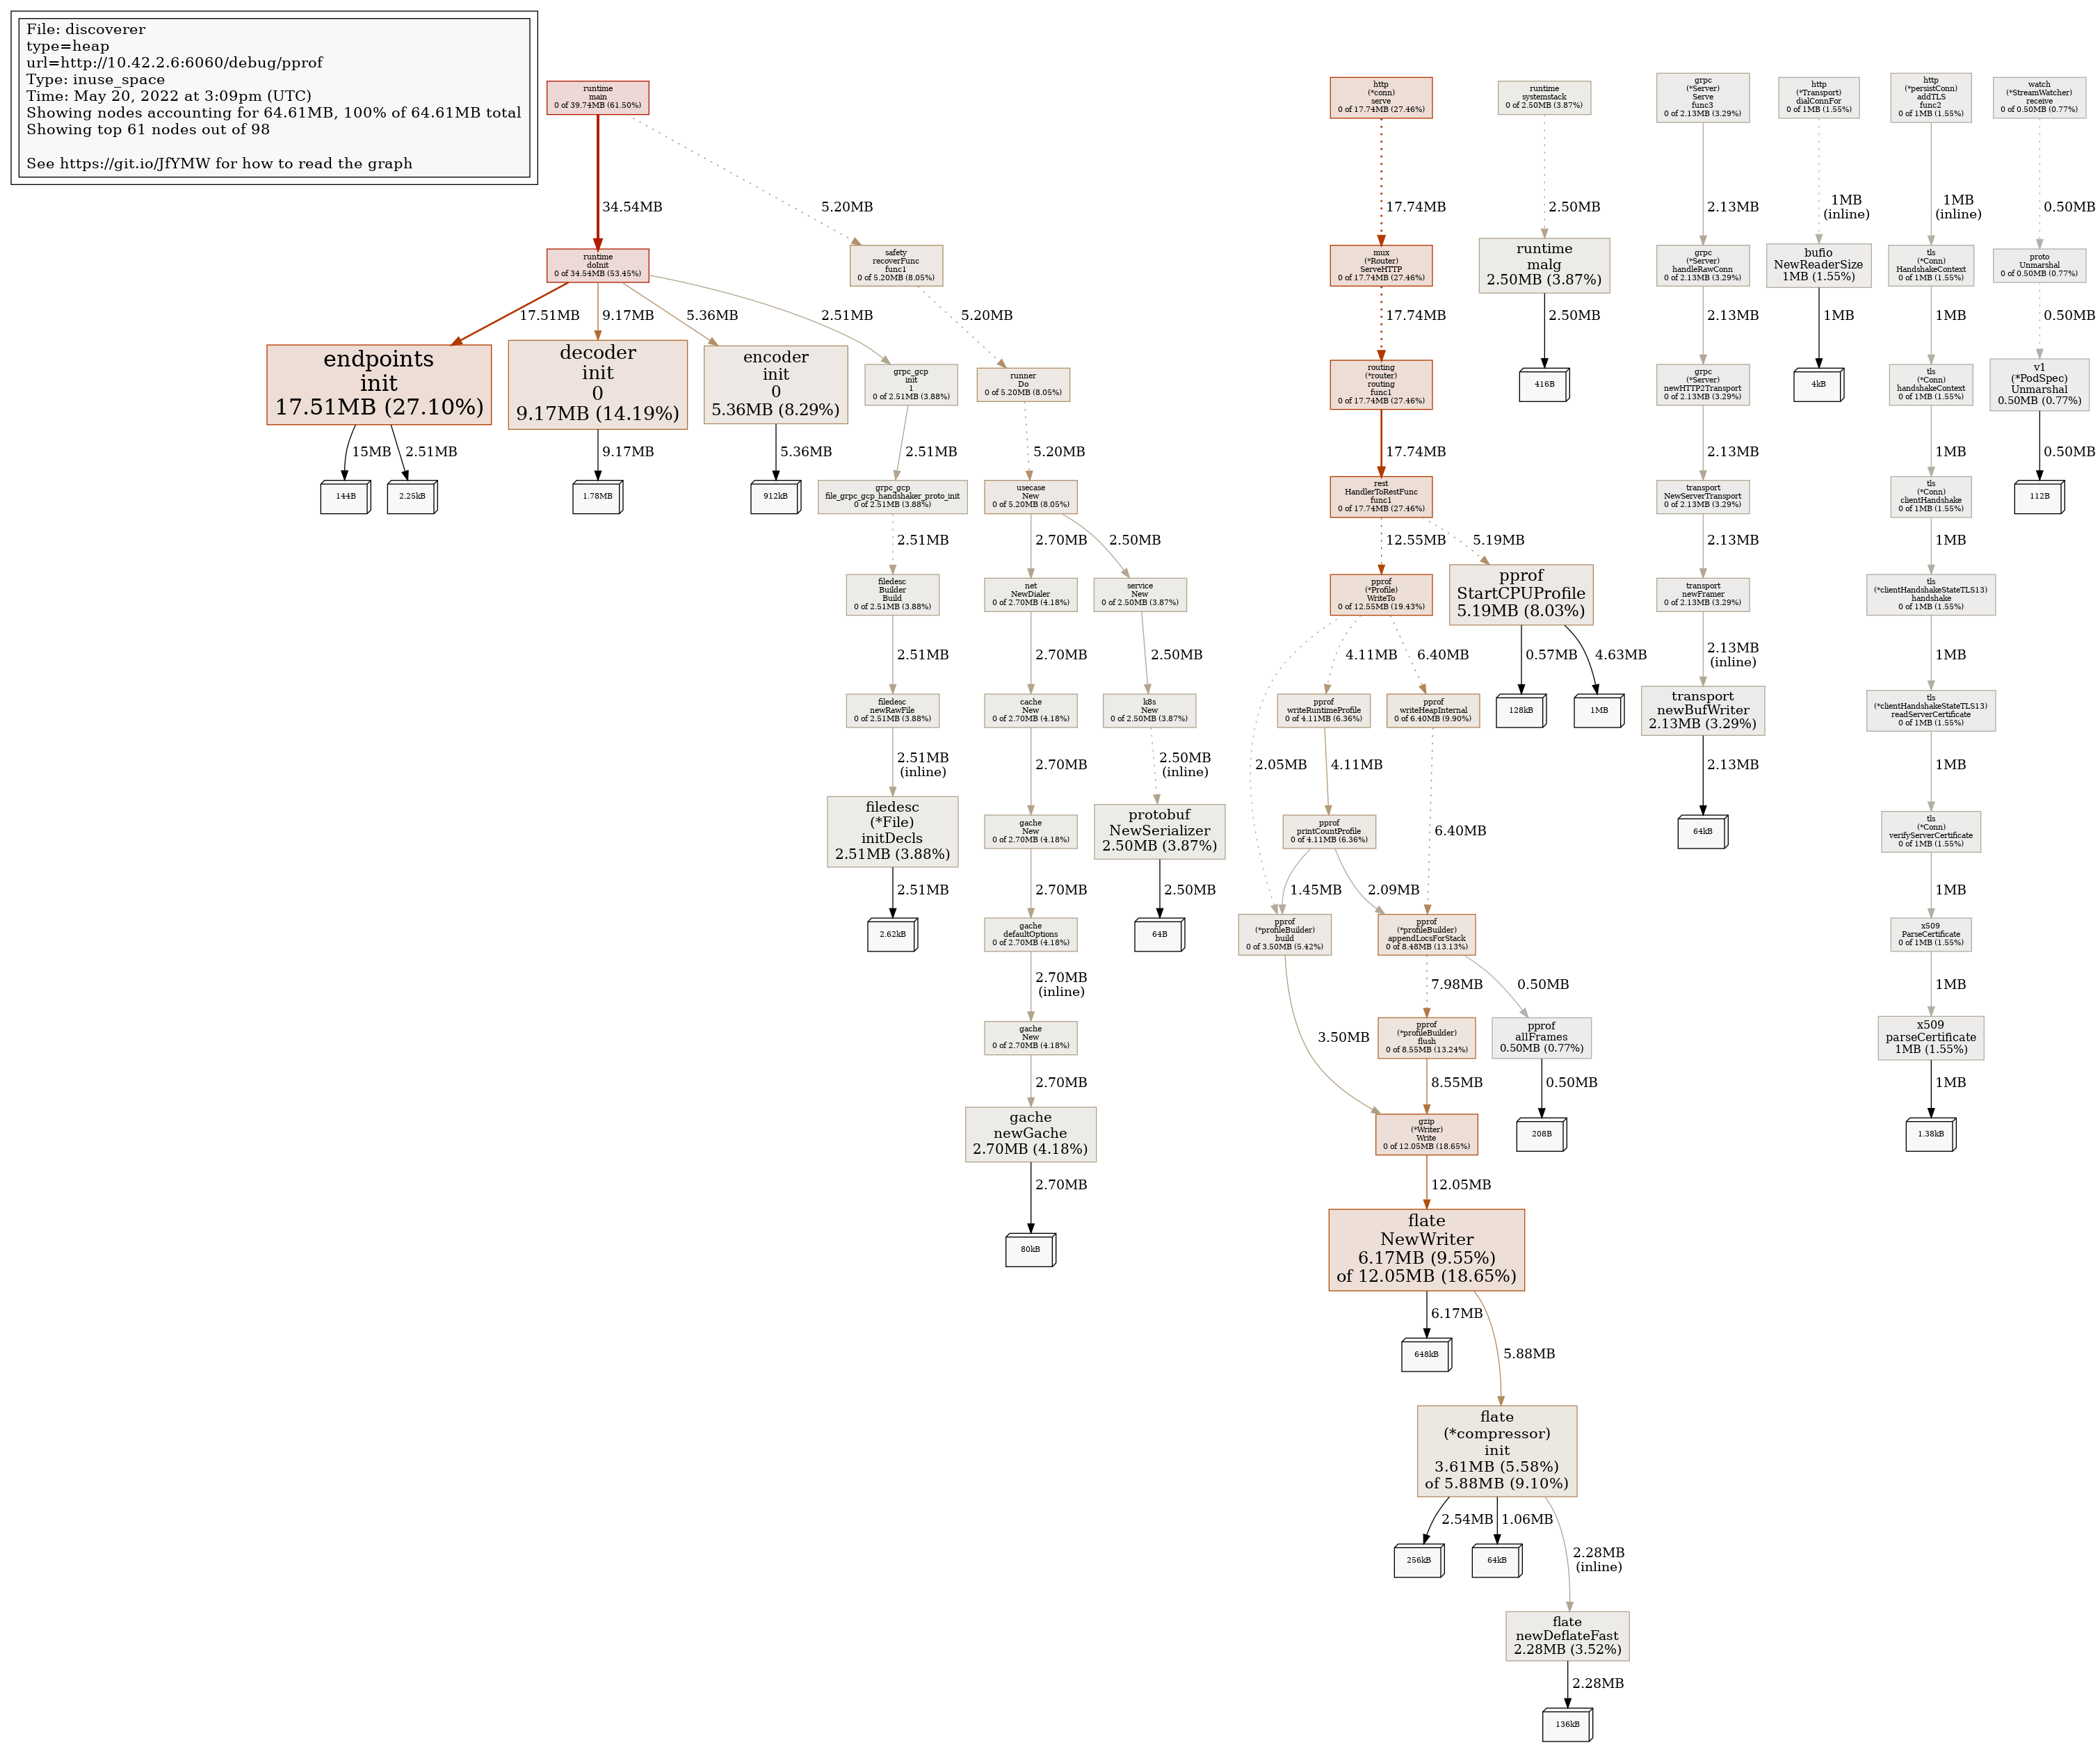 File: discoverer
type=heap
url=http://10.42.2.6:6060/debug/pprof
Type: inuse_space
Time: May 20, 2022 at 3:09pm (UTC)
Showing nodes accounting for 64.61MB, 100% of 64.61MB total
Showing top 61 nodes out of 98
See https://git.io/JfYMW for how to read the graph
runtime
main
0 of 39.74MB (61.50%)
34.54MB
5.20MB
runtime
doInit
0 of 34.54MB (53.45%)
17.51MB
9.17MB
5.36MB
2.51MB
endpoints
init
17.51MB (27.10%)
15MB
2.51MB
144B
2.25kB
decoder
init
0
9.17MB (14.19%)
9.17MB
1.78MB
encoder
init
0
5.36MB (8.29%)
5.36MB
912kB
grpc_gcp
init
1
0 of 2.51MB (3.88%)
2.51MB
grpc_gcp
file_grpc_gcp_handshaker_proto_init
0 of 2.51MB (3.88%)
2.51MB
filedesc
Builder
Build
0 of 2.51MB (3.88%)
2.51MB
filedesc
newRawFile
0 of 2.51MB (3.88%)
2.51MB
(inline)
filedesc
(*File)
initDecls
2.51MB (3.88%)
2.51MB
2.62kB
safety
recoverFunc
func1
0 of 5.20MB (8.05%)
5.20MB
runner
Do
0 of 5.20MB (8.05%)
5.20MB
usecase
New
0 of 5.20MB (8.05%)
2.70MB
2.50MB
net
NewDialer
0 of 2.70MB (4.18%)
2.70MB
cache
New
0 of 2.70MB (4.18%)
2.70MB
gache
New
0 of 2.70MB (4.18%)
2.70MB
gache
defaultOptions
0 of 2.70MB (4.18%)
2.70MB
(inline)
gache
New
0 of 2.70MB (4.18%)
2.70MB
gache
newGache
2.70MB (4.18%)
2.70MB
80kB
service
New
0 of 2.50MB (3.87%)
2.50MB
k8s
New
0 of 2.50MB (3.87%)
2.50MB
(inline)
protobuf
NewSerializer
2.50MB (3.87%)
2.50MB
64B
http
(*conn)
serve
0 of 17.74MB (27.46%)
17.74MB
mux
(*Router)
ServeHTTP
0 of 17.74MB (27.46%)
17.74MB
routing
(*router)
routing
func1
0 of 17.74MB (27.46%)
17.74MB
rest
HandlerToRestFunc
func1
0 of 17.74MB (27.46%)
12.55MB
5.19MB
pprof
(*Profile)
WriteTo
0 of 12.55MB (19.43%)
2.05MB
4.11MB
6.40MB
pprof
StartCPUProfile
5.19MB (8.03%)
0.57MB
4.63MB
128kB
1MB
pprof
writeRuntimeProfile
0 of 4.11MB (6.36%)
4.11MB
pprof
writeHeapInternal
0 of 6.40MB (9.90%)
6.40MB
pprof
printCountProfile
0 of 4.11MB (6.36%)
1.45MB
2.09MB
pprof
(*profileBuilder)
build
0 of 3.50MB (5.42%)
3.50MB
pprof
(*profileBuilder)
appendLocsForStack
0 of 8.48MB (13.13%)
7.98MB
0.50MB
pprof
(*profileBuilder)
flush
0 of 8.55MB (13.24%)
8.55MB
pprof
allFrames
0.50MB (0.77%)
0.50MB
208B
gzip
(*Writer)
Write
0 of 12.05MB (18.65%)
12.05MB
flate
NewWriter
6.17MB (9.55%)
of 12.05MB (18.65%)
6.17MB
5.88MB
648kB
flate
(*compressor)
init
3.61MB (5.58%)
of 5.88MB (9.10%)
2.54MB
1.06MB
2.28MB
(inline)
256kB
64kB
flate
newDeflateFast
2.28MB (3.52%)
2.28MB
136kB
runtime
systemstack
0 of 2.50MB (3.87%)
2.50MB
runtime
malg
2.50MB (3.87%)
2.50MB
416B
grpc
(*Server)
Serve
func3
0 of 2.13MB (3.29%)
2.13MB
grpc
(*Server)
handleRawConn
0 of 2.13MB (3.29%)
2.13MB
grpc
(*Server)
newHTTP2Transport
0 of 2.13MB (3.29%)
2.13MB
transport
NewServerTransport
0 of 2.13MB (3.29%)
2.13MB
transport
newFramer
0 of 2.13MB (3.29%)
2.13MB
(inline)
transport
newBufWriter
2.13MB (3.29%)
2.13MB
64kB
http
(*Transport)
dialConnFor
0 of 1MB (1.55%)
1MB
(inline)
bufio
NewReaderSize
1MB (1.55%)
1MB
4kB
http
(*persistConn)
addTLS
func2
0 of 1MB (1.55%)
1MB
(inline)
tls
(*Conn)
HandshakeContext
0 of 1MB (1.55%)
1MB
tls
(*Conn)
handshakeContext
0 of 1MB (1.55%)
1MB
tls
(*Conn)
clientHandshake
0 of 1MB (1.55%)
1MB
tls
(*clientHandshakeStateTLS13)
handshake
0 of 1MB (1.55%)
1MB
tls
(*clientHandshakeStateTLS13)
readServerCertificate
0 of 1MB (1.55%)
1MB
tls
(*Conn)
verifyServerCertificate
0 of 1MB (1.55%)
1MB
x509
ParseCertificate
0 of 1MB (1.55%)
1MB
x509
parseCertificate
1MB (1.55%)
1MB
1.38kB
watch
(*StreamWatcher)
receive
0 of 0.50MB (0.77%)
0.50MB
proto
Unmarshal
0 of 0.50MB (0.77%)
0.50MB
v1
(*PodSpec)
Unmarshal
0.50MB (0.77%)
0.50MB
112B